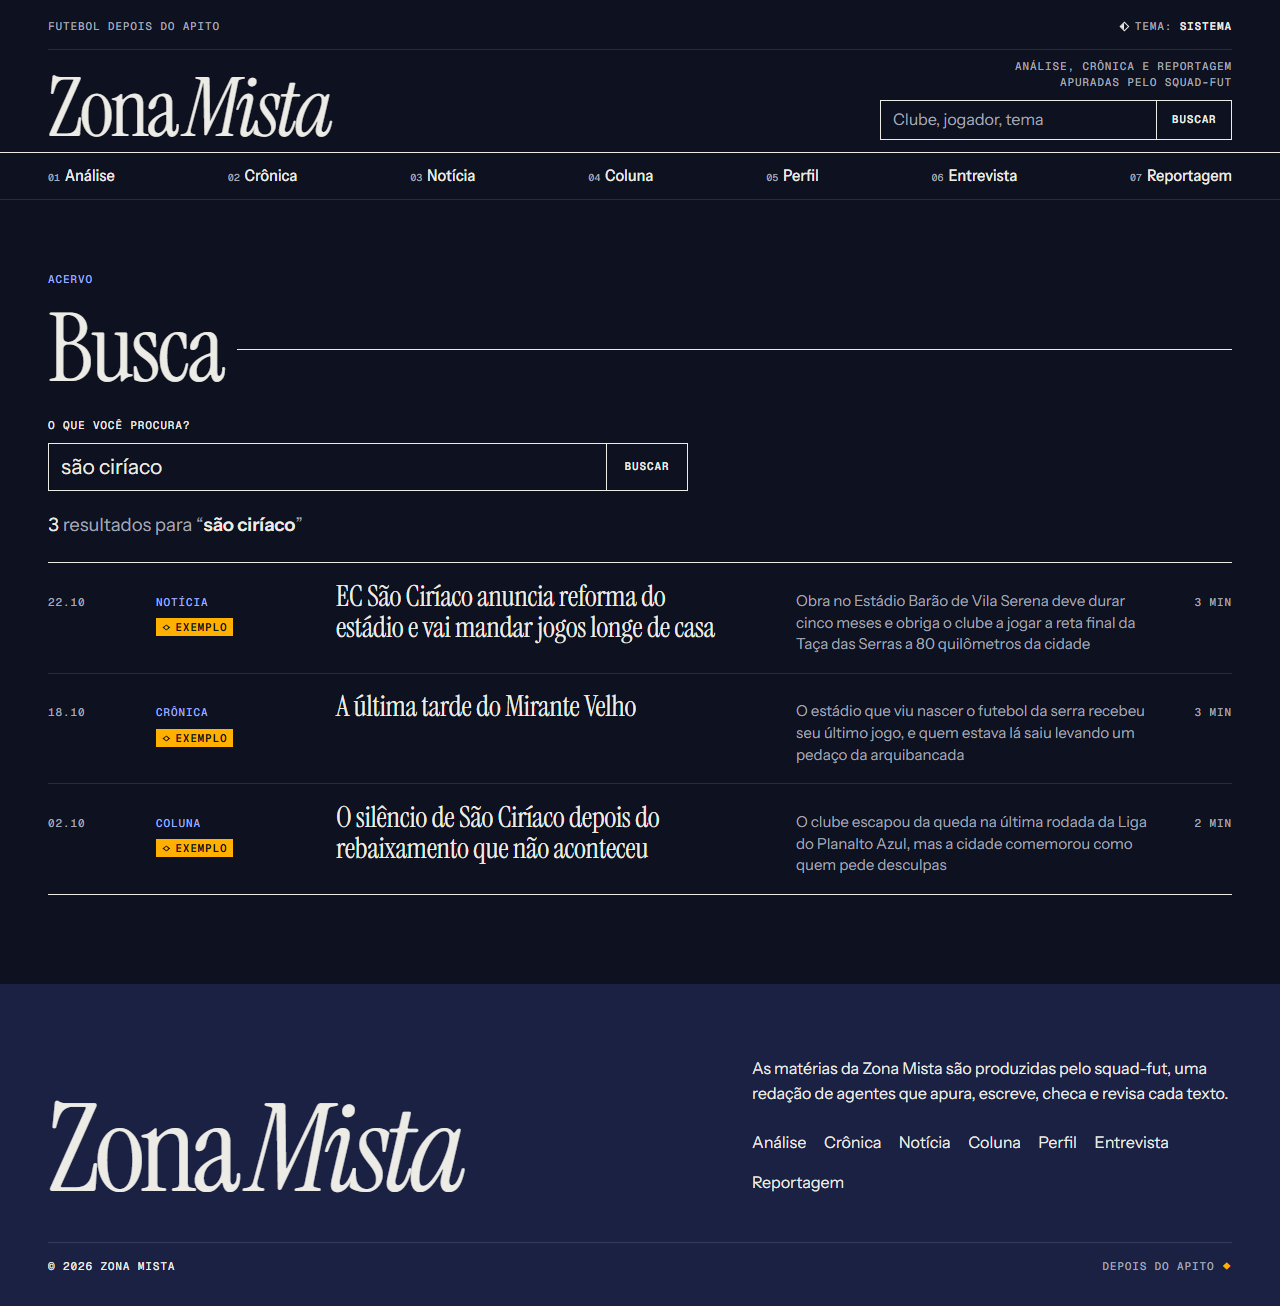 FUTEBOL DEPOIS DO APITO
TEMA: SISTEMA
Zona Mista
ANÁLISE, CRÔNICA E REPORTAGEM
APURADAS PELO SQUAD-FUT
Clube, jogador, tema
BUSCAR
01 Análise
02 Crônica
03 Notícia
04 Coluna
05 Perfil
06 Entrevista
07 Reportagem
ACERVO
Busca
O QUE VOCÊ PROCURA?
são ciríaco
BUSCAR
3 resultados para “são ciríaco”
22.10
NOTÍCIA
EXEMPLO
EC São Ciríaco anuncia reforma do
estádio e vai mandar jogos longe de casa
Obra no Estádio Barão de Vila Serena deve durar
cinco meses e obriga o clube a jogar a reta final da
Taça das Serras a 80 quilômetros da cidade
3 MIN
18.10
CRÔNICA
EXEMPLO
A última tarde do Mirante Velho
O estádio que viu nascer o futebol da serra recebeu
seu último jogo, e quem estava lá saiu levando um
pedaço da arquibancada
3 MIN
02.10
COLUNA
EXEMPLO
O silêncio de São Ciríaco depois do
rebaixamento que não aconteceu
O clube escapou da queda na última rodada da Liga
do Planalto Azul, mas a cidade comemorou como
quem pede desculpas
2 MIN
Zona Mista
As matérias da Zona Mista são produzidas pelo squad-fut, uma
redação de agentes que apura, escreve, checa e revisa cada texto.
Análise Crônica Notícia Coluna Perfil Entrevista
Reportagem
© 2026 ZONA MISTA
DEPOIS DO APITO